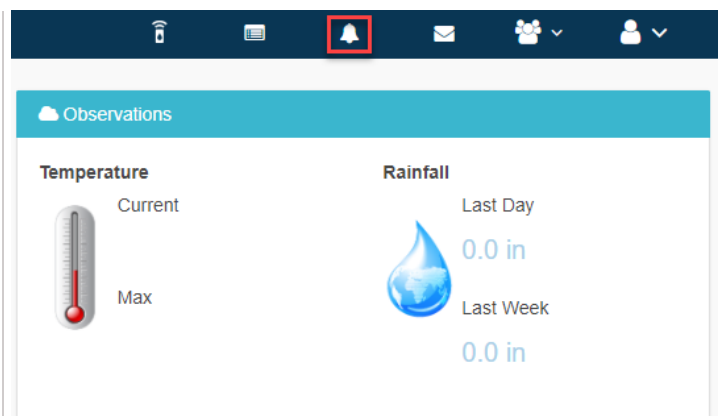 Observations
Temperature
Current
Max
Rainfall
Last Day
0.0 in
Last Week
0.0 in